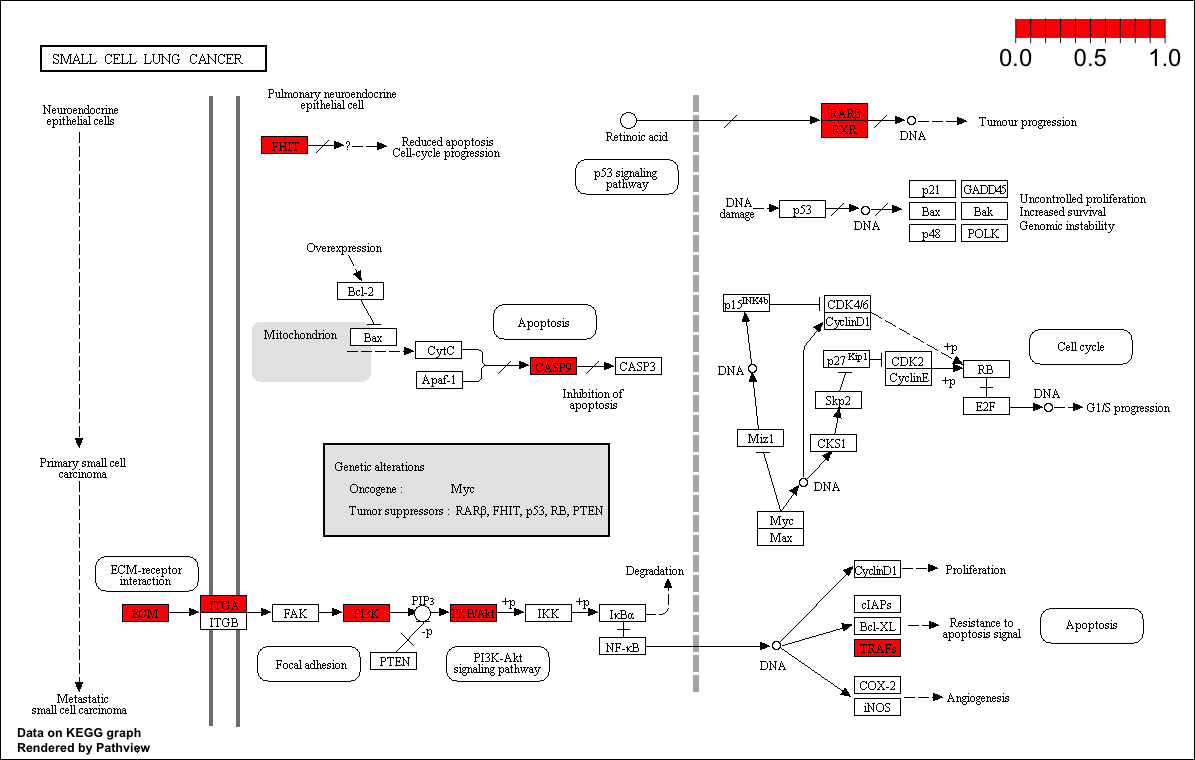 0.0 0.5 1.0
SMALL CELL LUNG CANCER
Neuroendocrine
epithelial cells
Pulmonary neuroendocrine
epithelial cell
FHIT
?
Reduced apoptosis
Cell-cycle progression
Retinoic acid
RARβ
RXR
DNA
Tumour progression
p53 signaling
pathway
DNA
damage
p53
DNA
p21 GADD45
Bax Bak
p48 POLK
Uncontrolled proliferation
Increased survival
Genomic instability
Overexpression
Bcl-2
Mitochondrion
Bax
CytC
Apaf-1
Apoptosis
CASP9
CASP3
Inhibition of
apoptosis
p15INK4b
CDK4/6
CyclinD1
DNA
p27Kip1
CDK2
CyclinE
+p
+p
RB
E2F
DNA
G1/S progression
Cell cycle
Skp2
Miz1
CKS1
DNA
Myc
Max
Primary small cell
carcinoma
Genetic alterations
Oncogene : Myc
Tumor suppressors : RARβ, FHIT, p53, RB, PTEN
ECM-receptor
interaction
ECM
ITGA
ITGB
FAK
PI3K
PIP3
-p
PTEN
PKB/Akt
+p
IKK
+p
IκBα
NF-κB
Degradation
Focal adhesion
PI3K-Akt
signaling pathway
DNA
CyclinD1
Proliferation
cIAPs
Bcl-XL
TRAFs
Resistance to
apoptosis signal
Apoptosis
COX-2
iNOS
Angiogenesis
Metastatic
small cell carcinoma
Data on KEGG graph
Rendered by Pathview